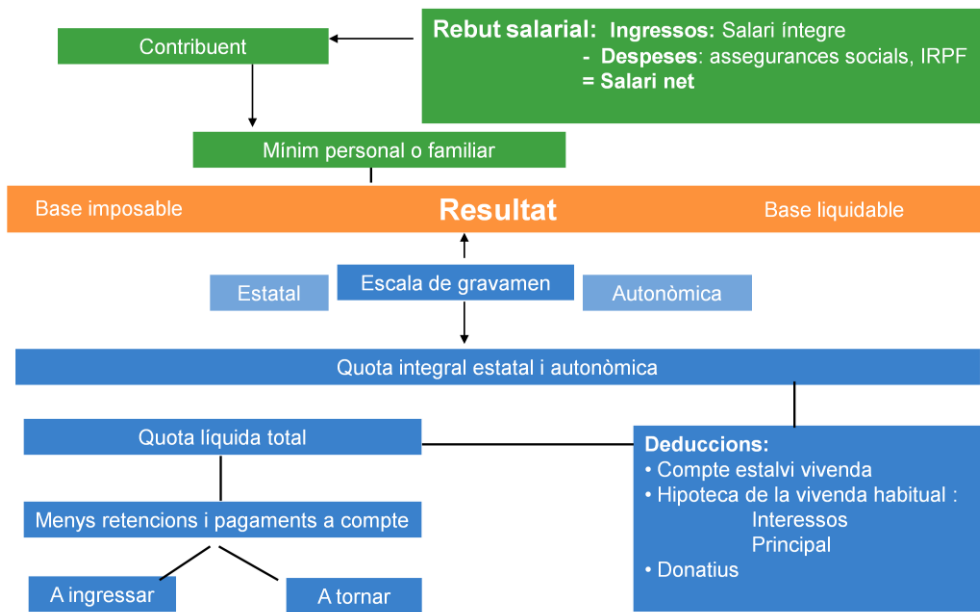 Contribuent
Rebut salarial: Ingressos: Salari íntegre
- Despeses: assegurances socials, IRPF
= Salari net
Mínim personal o familiar
Base imposable
Resultat
Base liquidable
Estatal
Escala de gravamen
Autonòmica
Quota integral estatal i autonòmica
Quota líquida total
Menys retencions i pagaments a compte
A ingressar
A tornar
Deduccions:
• Compte estalvi vivenda
• Hipoteca de la vivenda habitual :
Interessos
Principal
• Donatius